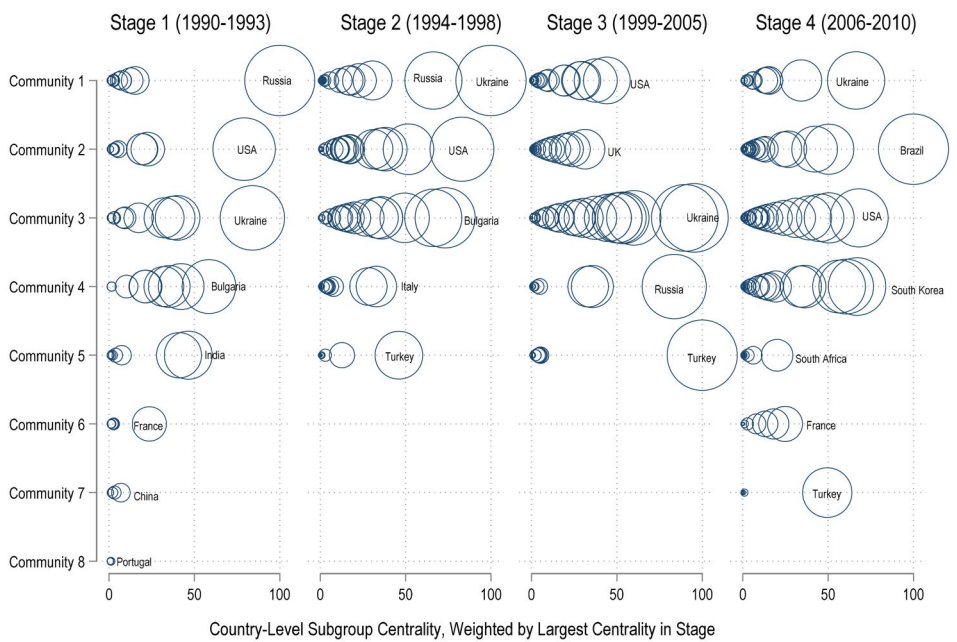 Stage 1 (1990-1993) Stage 2 (1994-1998) Stage 3 (1999-2005) Stage 4 (2006-2010)
Community 1 Russia Russia Ukraine USA Ukraine
Community 2 USA USA UK Brazil
Community 3 Ukraine Bulgaria Ukraine USA
Community 4 Bulgaria Italy Russia South Korea
Community 5 India Turkey Turkey South Africa
Community 6 France France
Community 7 China Turkey
Community 8 Portugal
0 50 100 0 50 100 0 50 100 0 50 100
Country-Level Subgroup Centrality, Weighted by Largest Centrality in Stage